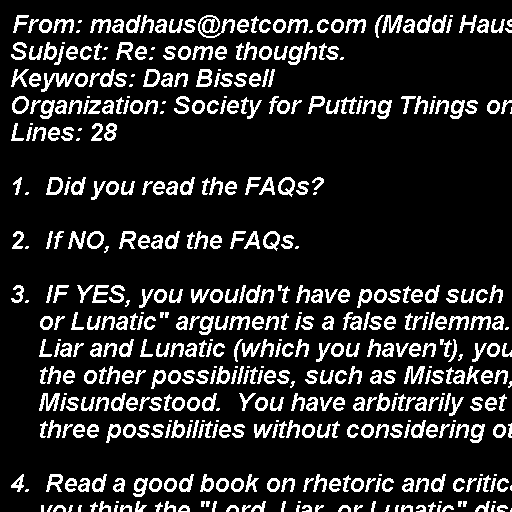 From: madhaus@netcom.com (Maddi Haus
Subject: Re: some thoughts.
Keywords: Dan Bissell
Organization: Society for Putting Things on
Lines: 28
1.  Did you read the FAQs?
2.  If NO, Read the FAQs.
3.  IF YES, you wouldn't have posted such
or Lunatic" argument is a false trilemma.
Liar and Lunatic (which you haven't), you
the other possibilities, such as Mistaken,
Misunderstood.  You have arbitrarily set
three possibilities without considering ot
4.  Read a good book on rhetoric and critica
you think the "Lord, Liar, or Lunatic" dis